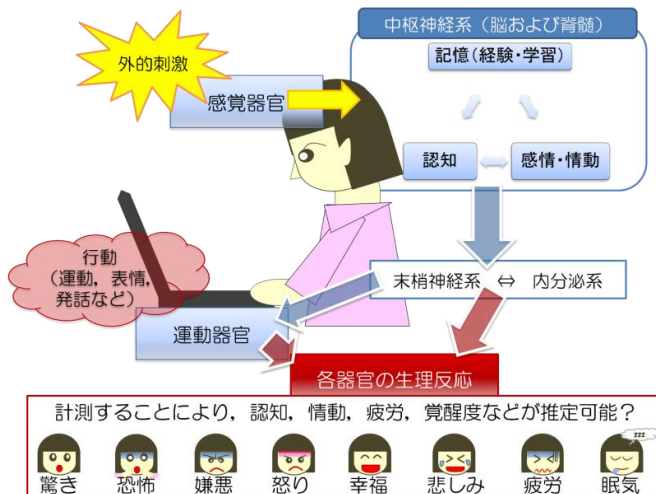 中枢神経系（脳および脊髄）
記憶（経験・学習）
外的刺激
感覚器官
認知
感情・情動
行動
（運動，表情，
発話など）
末梢神経系 ⇔ 内分泌系
運動器官
各器官の生理反応
計測することにより，認知，情動，疲労，覚醒度などが推定可能？
zzz
驚き 恐怖 嫌悪 怒り 幸福 悲しみ 疲労 眠気